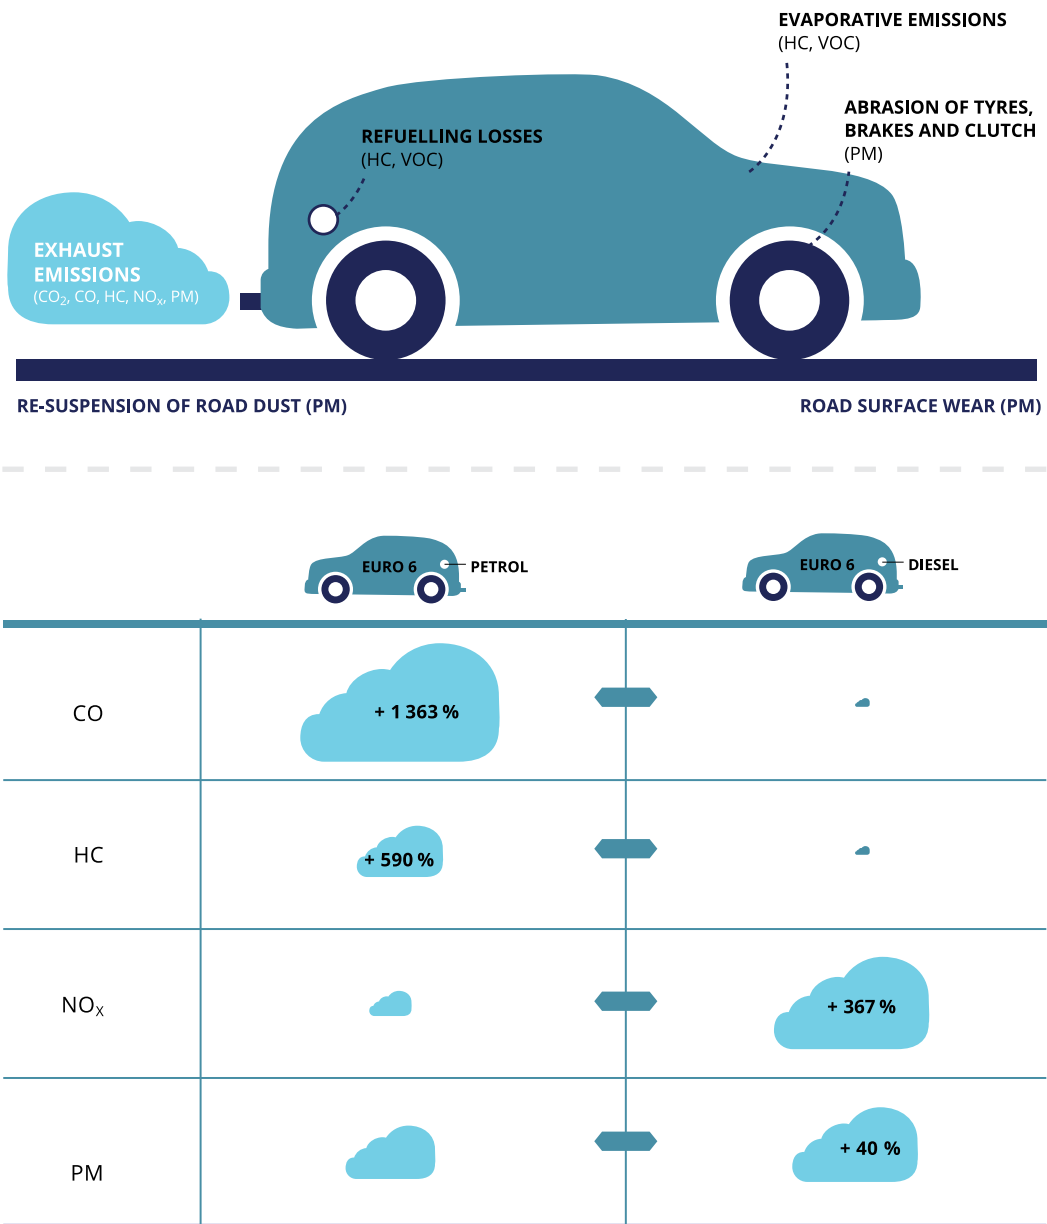 EVAPORATIVE EMISSIONS
(HC, VOC)
ABRASION OF TYRES,
BRAKES AND CLUTCH
(PM)
REFUELLING LOSSES
(HC, VOC)
EXHAUST
EMISSIONS
(CO₂, CO, HC, NOₓ, PM)
RE-SUSPENSION OF ROAD DUST (PM)
ROAD SURFACE WEAR (PM)
EURO 6
PETROL
EURO 6
DIESEL
CO
+ 1 363 %
HC
+ 590 %
NOₓ
+ 367 %
PM
+ 40 %